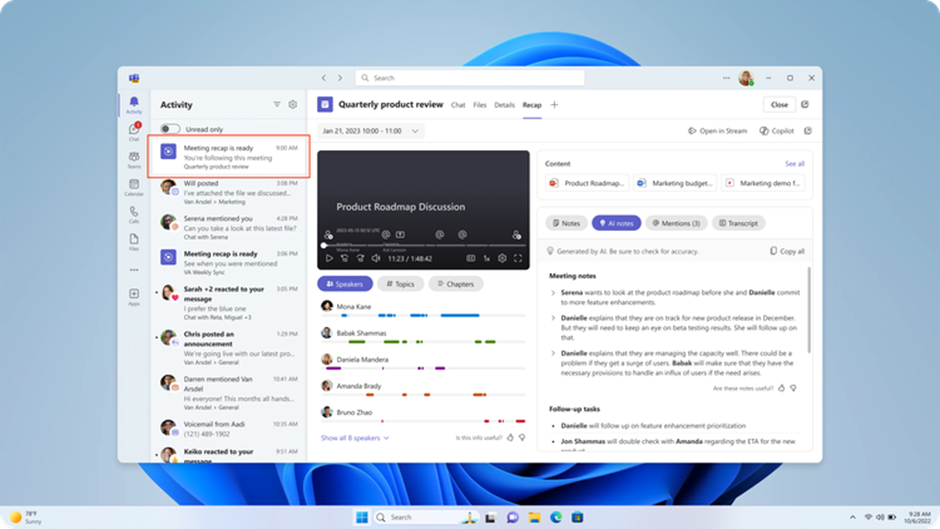 Search
Activity
Chat
Teams
Calendar
Calls
Files
Apps
Activity
Unread only
Meeting recap is ready 9:00 AM
You're following this meeting
Quarterly product review
Will posted 3:08 PM
I've attached the file we discussed...
Van Arsdel > Marketing
Serena mentioned you 4:28 PM
Can you take a look at this latest file?
Chat with Serena
Meeting recap is ready 3:06 PM
See when you were mentioned
VA Weekly Sync
Sarah +2 reacted to your 3:05 PM
message
I prefer the blue one
Chat with Reta, Miguel +3
Chris posted an 1:29 PM
announcement
We're going live with our latest pro...
Van Arsdel > General
Darren mentioned Van 10:41 AM
Arsdel
Hi everyone! This months all hands...
Van Arsdel > General
Voicemail from Aadi 10:35 AM
(121) 489-1902
Keiko reacted to your 9:51 AM
message
Quarterly product review Chat Files Details Recap
Close
Jan 21, 2023 10:00 - 11:00
Open in Stream Copilot
Product Roadmap Discussion
11:23 / 1:48:42
Speakers Topics Chapters
Mona Kane
Babak Shammas
Daniela Mandera
Amanda Brady
Bruno Zhao
Show all 8 speakers
Is this info useful?
Content See all
Product Roadmap... Marketing budget... Marketing demo f...
Notes AI notes Mentions (3) Transcript
Generated by AI. Be sure to check for accuracy. Copy all
Meeting notes
Serena wants to look at the product roadmap before she and Danielle commit
to more feature enhancements.
Danielle explains that they are on track for new product release in December.
But they will need to keep an eye on beta testing results. She will follow up on
that.
Danielle explains that they are managing the capacity well. There could be a
problem if they get a surge of users. Babak will make sure that they have the
necessary provisions to handle an influx of users if the need arises.
Are these notes useful?
Follow-up tasks
Danielle will follow up on feature enhancement prioritization
Jon Shammas will double check with Amanda regarding the ETA for the new
78°F
Sunny
Search
9:28 AM
10/6/2022